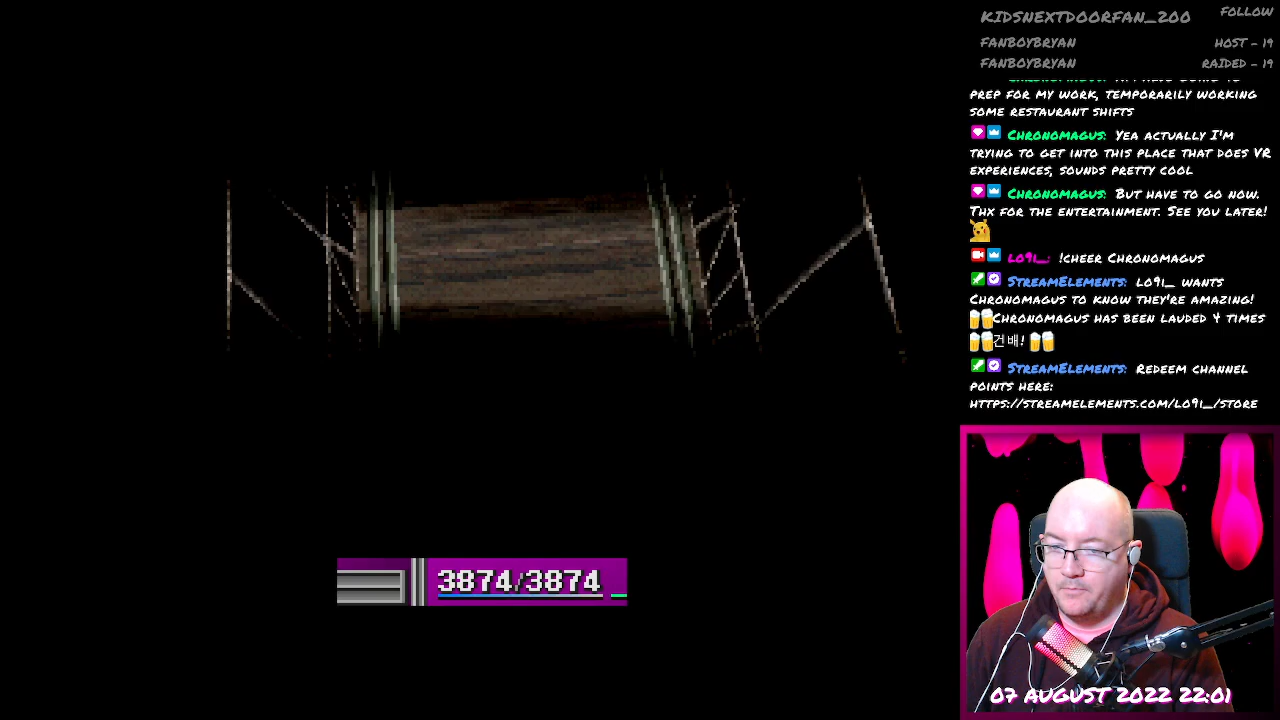 KIDSNEXTDOORFAN_200 FOLLOW
FANBOYBRYAN HOST - 19
FANBOYBRYAN RAIDED - 19
PREP FOR MY WORK, TEMPORARILY WORKING
SOME RESTAURANT SHIFTS
CHRONOMAGUS: YEA ACTUALLY I'M
TRYING TO GET INTO THIS PLACE THAT DOES VR
EXPERIENCES, SOUNDS PRETTY COOL
CHRONOMAGUS: BUT HAVE TO GO NOW.
THX FOR THE ENTERTAINMENT. SEE YOU LATER!
LO9I_: !CHEER CHRONOMAGUS
STREAMELEMENTS: LO9I_ WANTS
CHRONOMAGUS TO KNOW THEY'RE AMAZING!
CHRONOMAGUS HAS BEEN LAUDED 4 TIMES
건배!
STREAMELEMENTS: REDEEM CHANNEL
POINTS HERE:
HTTPS://STREAMELEMENTS.COM/LO9I_/STORE
3874/3874
07 AUGUST 2022 22:01